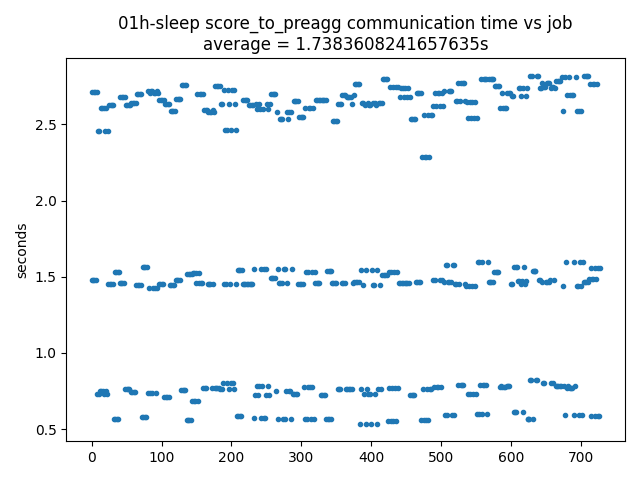 01h-sleep score_to_preagg communication time vs job
average = 1.7383608241657635s
seconds
2.5
2.0
1.5
1.0
0.5
0 100 200 300 400 500 600 700